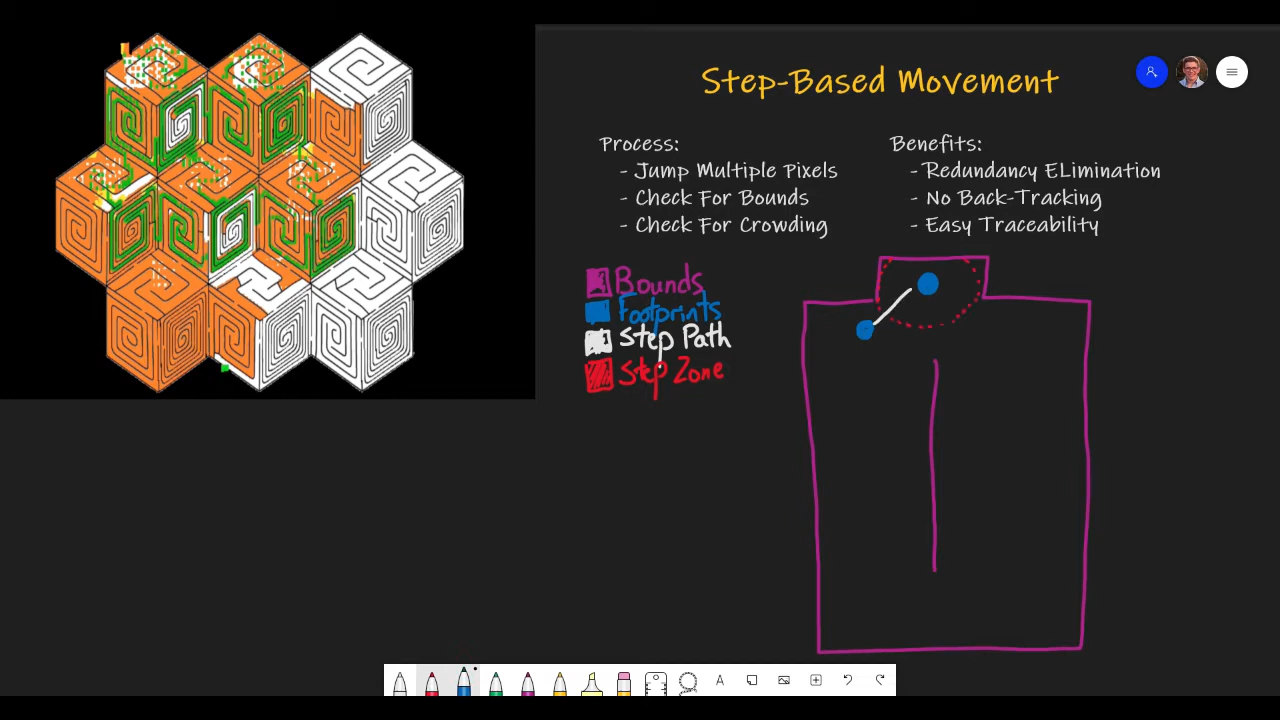 Step-Based Movement
Process:
- Jump Multiple Pixels
- Check For Bounds
- Check For Crowding
Benefits:
- Redundancy ELimination
- No Back-Tracking
- Easy Traceability
Bounds
Footprints
Step Path
Step Zone
A